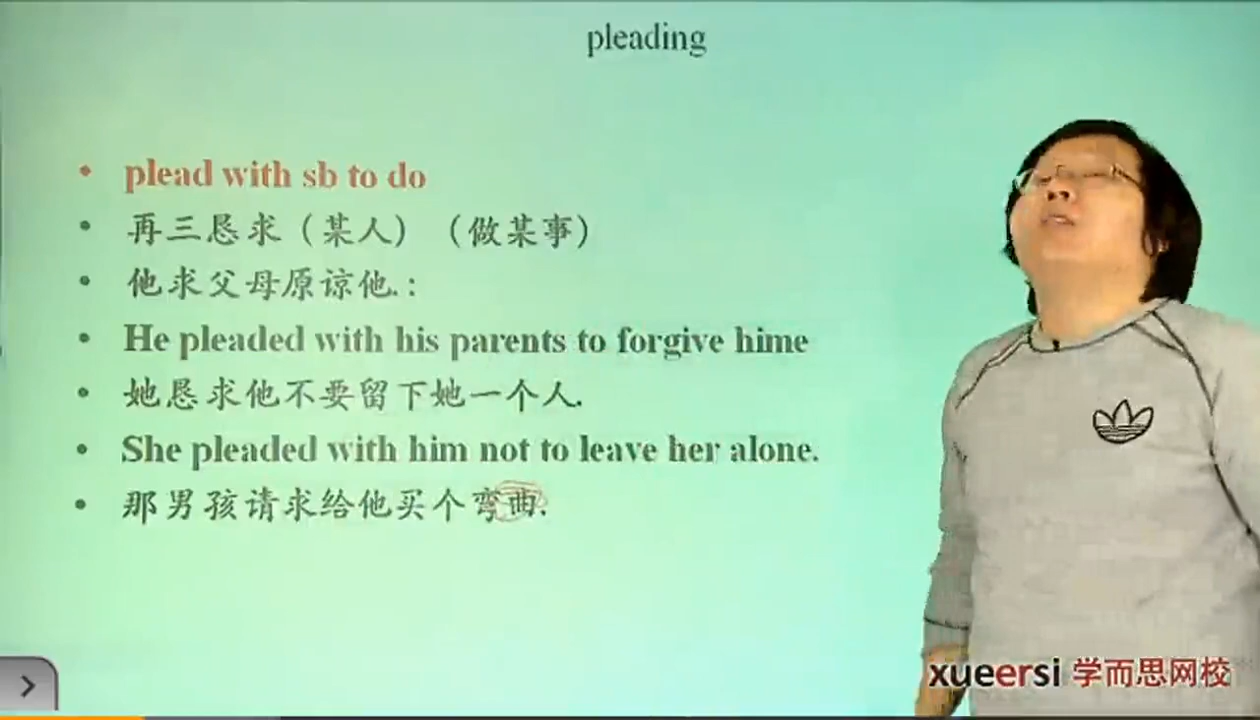 pleading
• plead with sb to do
• 再三恳求（某人）（做某事）
• 他求父母原谅他.：
• He pleaded with his parents to forgive hime
• 她恳求他不要留下她一个人.
• She pleaded with him not to leave her alone.
• 那男孩请求给他买个弯曲.
xueersi 学而思网校